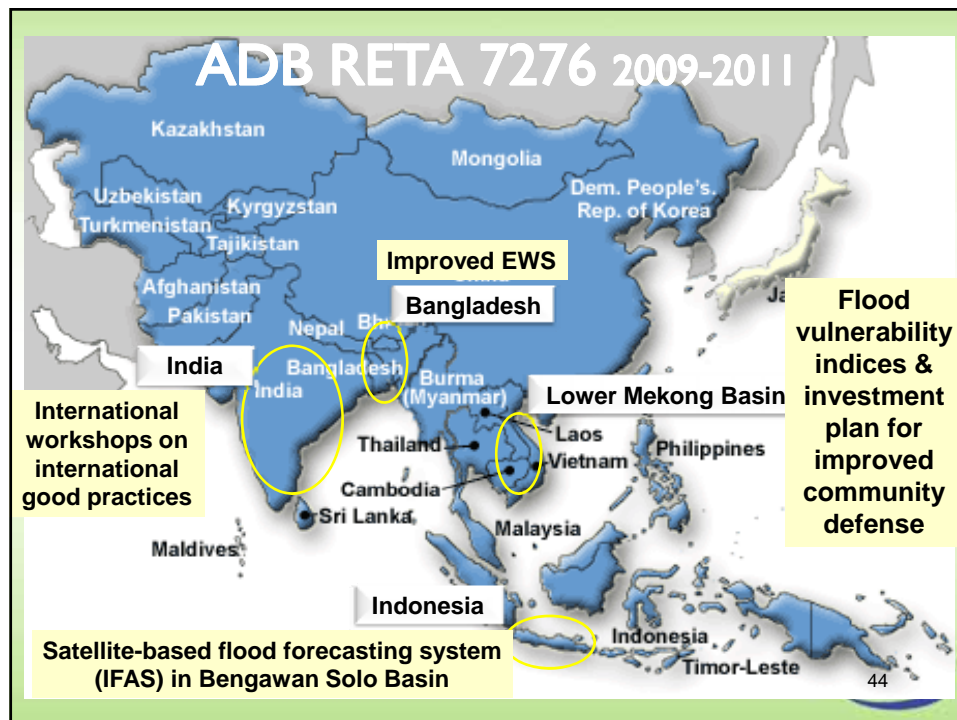 ADB RETA 7276 2009-2011
Kazakhstan
Mongolia
Uzbekistan
Kyrgyzstan
Turkmenistan
Tajikistan
Dem. People's.
Rep. of Korea
Improved EWS
Afghanistan
Bangladesh
Pakistan
Nepal
Flood
vulnerability
indices &
investment
plan for
improved
community
defense
India
Bangladesh
India
Burma
(Myanmar)
Lower Mekong Basin
International
workshops on
international
good practices
Laos
Thailand
Philippines
Vietnam
Cambodia
Sri Lanka
Malaysia
Maldives
Indonesia
Indonesia
Satellite-based flood forecasting system
(IFAS) in Bengawan Solo Basin
Timor-Leste
44